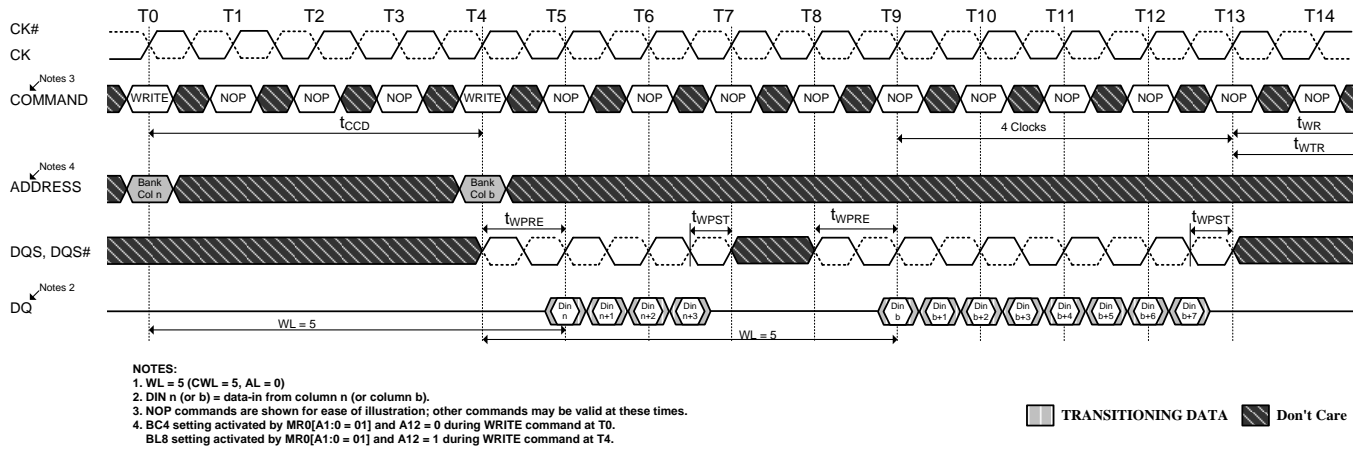 T0 T1 T2 T3 T4 T5 T6 T7 T8 T9 T10 T11 T12 T13 T14
CK#
CK
Notes 3
COMMAND
WRITE NOP NOP NOP WRITE NOP NOP NOP NOP NOP NOP NOP NOP NOP NOP
tCCD
4 Clocks
tWR
tWTR
Notes 4
ADDRESS
Bank
Col n
Bank
Col b
tWPRE
tWPST
tWPRE
tWPST
DQS, DQS#
Notes 2
DQ
Din
n
Din
n+1
Din
n+2
Din
n+3
Din
b
Din
b+1
Din
b+2
Din
b+3
Din
b+4
Din
b+5
Din
b+6
Din
b+7
WL = 5
WL = 5
NOTES:
1. WL = 5 (CWL = 5, AL = 0)
2. DIN n (or b) = data-in from column n (or column b).
3. NOP commands are shown for ease of illustration; other commands may be valid at these times.
4. BC4 setting activated by MR0[A1:0 = 01] and A12 = 0 during WRITE command at T0.
BL8 setting activated by MR0[A1:0 = 01] and A12 = 1 during WRITE command at T4.
TRANSITIONING DATA
Don't Care